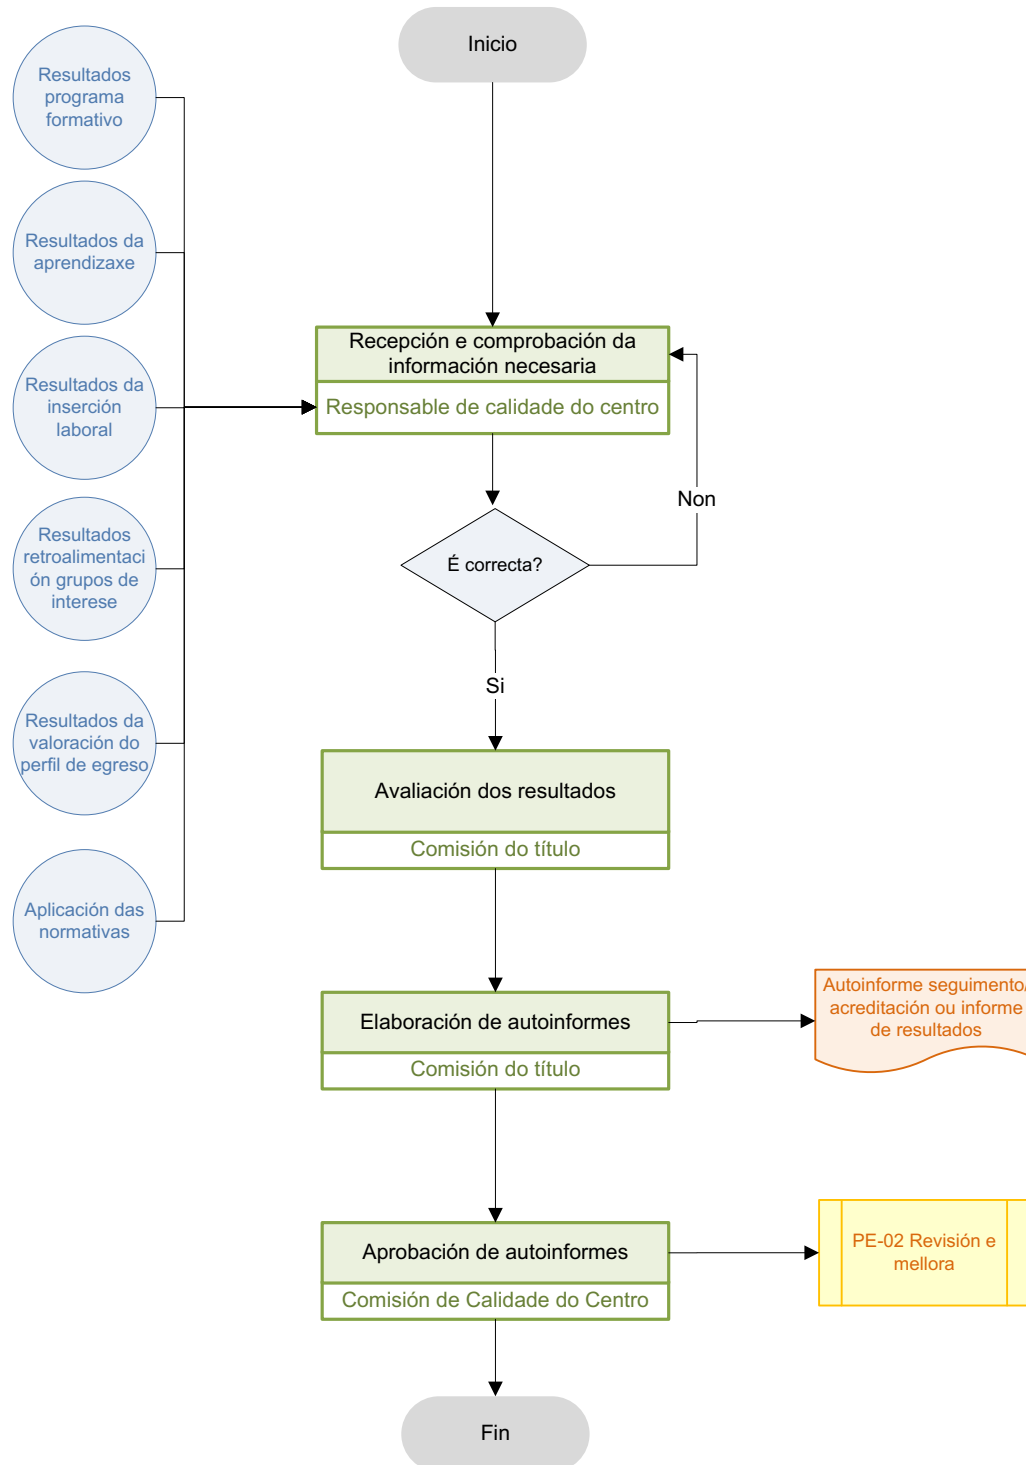 Inicio
Resultados
programa
formativo
Resultados da
aprendizaxe
Resultados da
inserción
laboral
Resultados
retroalimentaci
ón grupos de
interese
Resultados da
valoración do
perfil de egreso
Aplicación das
normativas
Recepción e comprobación da
información necesaria
Responsable de calidade do centro
Non
É correcta?
Si
Avaliación dos resultados
Comisión do título
Elaboración de autoinformes
Comisión do título
Autoinforme seguimento/
acreditación ou informe
de resultados
Aprobación de autoinformes
Comisión de Calidade do Centro
PE-02 Revisión e
mellora
Fin